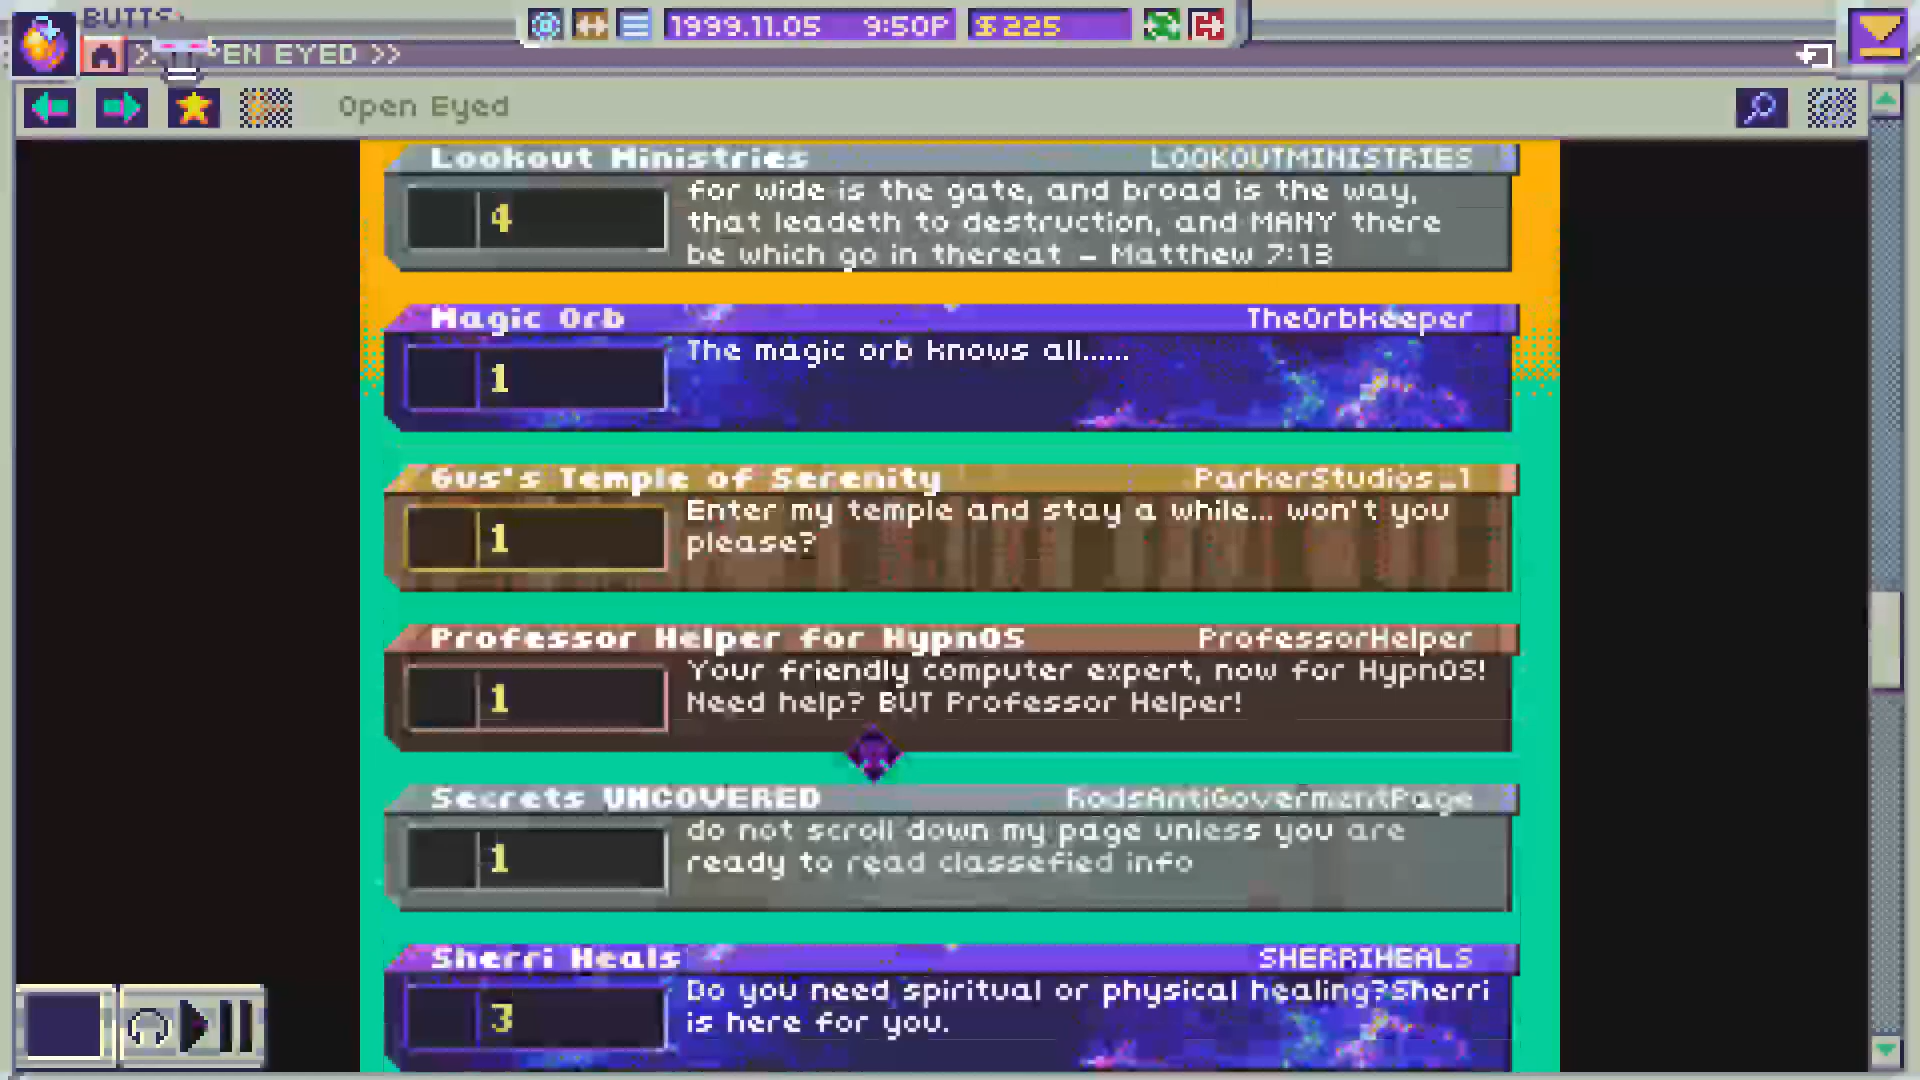 BUTTS
1999.11.05 9:50P $225
EN EYED >>
Open Eyed
Lookout Ministries LOOKOUTMINISTRIES
4
for wide is the gate, and broad is the way,
that leadeth to destruction, and MANY there
be which go in thereat - Matthew 7:13
Magic Orb TheOrbKeeper
1
The magic orb knows all......
Gus's Temple of Serenity ParkerStudios_1
1
Enter my temple and stay a while... won't you
please?
Professor Helper for HypnOS ProfessorHelper
1
Your friendly computer expert, now for HypnOS!
Need help? BUT Professor Helper!
Secrets UNCOVERED RodsAntiGovermentPage
1
do not scroll down my page unless you are
ready to read classefied info
Sherri Heals SHERRIHEALS
3
Do you need spiritual or physical healing?Sherri
is here for you.